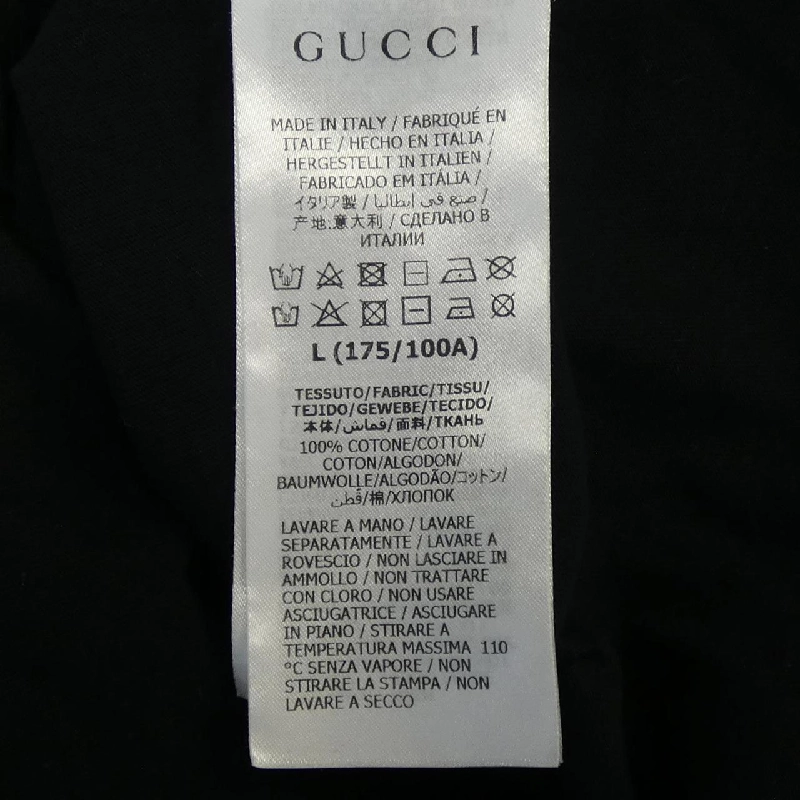 GUCCI
MADE IN ITALY / FABRIQUÉ EN
ITALIE / HECHO EN ITALIA /
HERGESTELLT IN ITALIEN /
FABRICADO EM ITÁLIA /
イタリア製 / صنع في ايطاليا /
产地:意大利 / СДЕЛАНО В
ИТАЛИИ
L (175/100A)
TESSUTO/FABRIC/TISSU/
TEJIDO/GEWEBE/TECIDO/
本体/قماش/面料/ТКАНЬ
100% COTONE/COTTON/
COTON/ALGODON/
BAUMWOLLE/ALGODÃO/コットン/
قطن/棉/ХЛОПОК
LAVARE A MANO / LAVARE
SEPARATAMENTE / LAVARE A
ROVESCIO / NON LASCIARE IN
AMMOLLO / NON TRATTARE
CON CLORO / NON USARE
ASCIUGATRICE / ASCIUGARE
IN PIANO / STIRARE A
TEMPERATURA MASSIMA 110
°C SENZA VAPORE / NON
STIRARE LA STAMPA / NON
LAVARE A SECCO